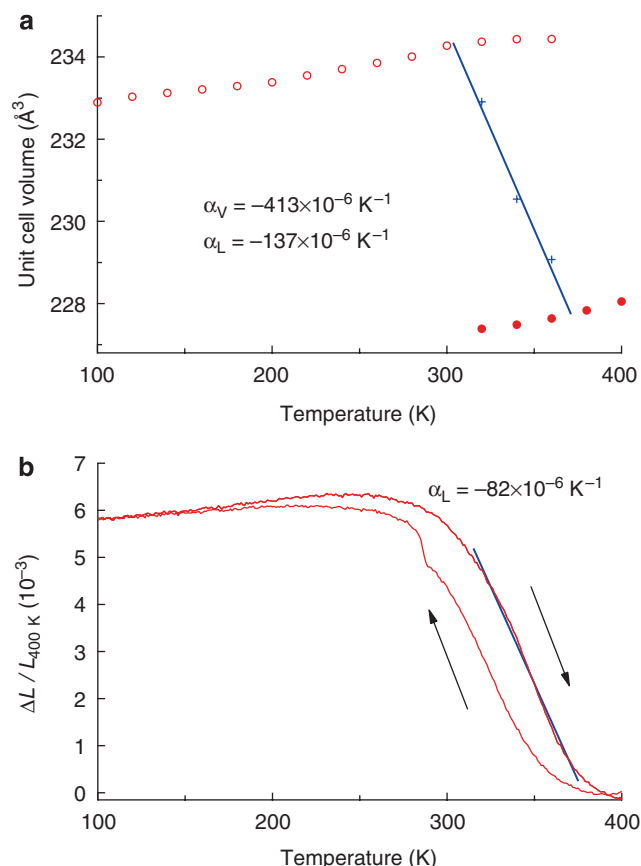 a
234
232
230
228
Unit cell volume (Å³)
αV = −413×10⁻⁶ K⁻¹
αL = −137×10⁻⁶ K⁻¹
100 200 300 400
Temperature (K)
b
7
6
5
4
3
2
1
0
ΔL / L400 K (10⁻³)
αL = −82×10⁻⁶ K⁻¹
100 200 300 400
Temperature (K)